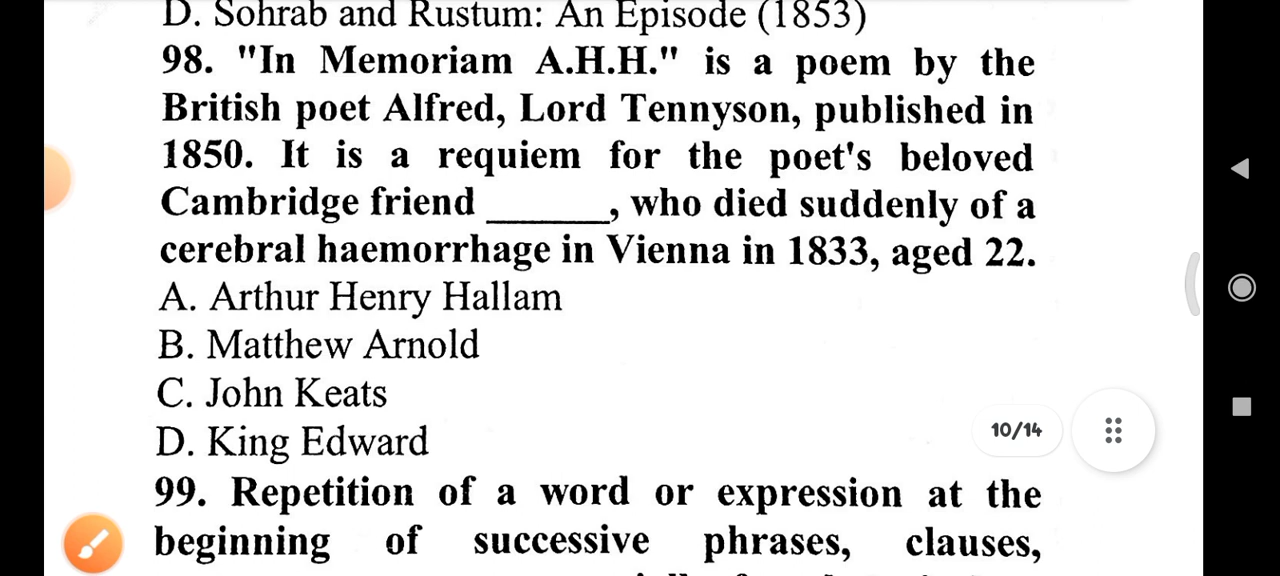 D. Sohrab and Rustum: An Episode (1853)
98. "In Memoriam A.H.H." is a poem by the
British poet Alfred, Lord Tennyson, published in
1850. It is a requiem for the poet's beloved
Cambridge friend ______, who died suddenly of a
cerebral haemorrhage in Vienna in 1833, aged 22.
A. Arthur Henry Hallam
B. Matthew Arnold
C. John Keats
D. King Edward
10/14
99. Repetition of a word or expression at the
beginning of successive phrases, clauses,